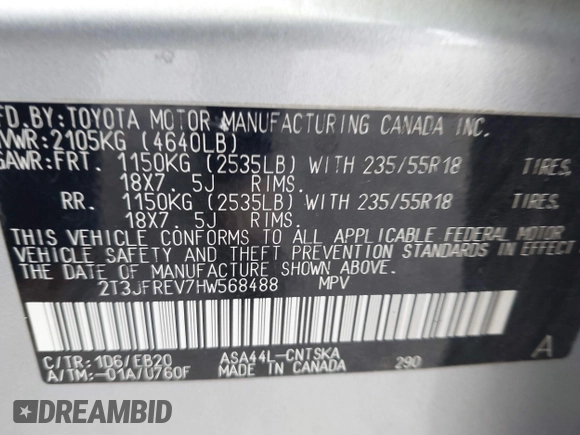 FD.BY:TOYOTA MOTOR MANUFACTURING CANADA INC.
VWR:2105KG (4640LB)
GAWR:FRT. 1150KG (2535LB) WITH 235/55R18 TIRES,
18X7.5J RIMS.
RR. 1150KG (2535LB) WITH 235/55R18 TIRES,
18X7.5J RIMS.
THIS VEHICLE CONFORMS TO ALL APPLICABLE FEDERAL MOTOR
VEHICLE SAFETY AND THEFT PREVENTION STANDARDS IN EFFECT
THE DATE OF MANUFACTURE SHOWN ABOVE.
2T3JFREV7HW568488 MPV
C/TR:1D6/EB20 ASA44L-CNTSKA 290 A
A/TM:-01A/U760F MADE IN CANADA
DREAMBID